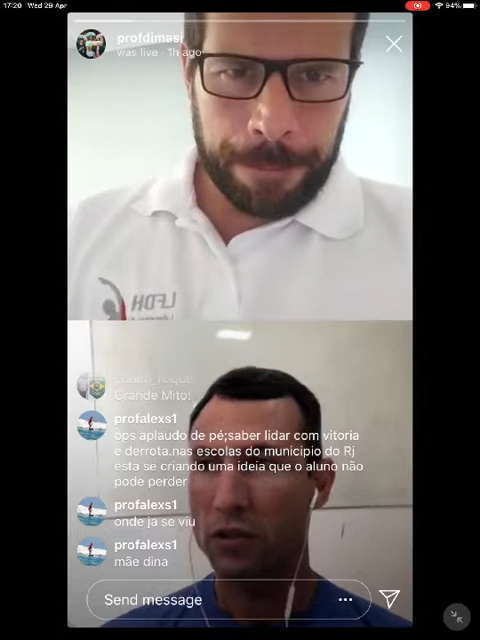 17:20 Wed 29 Apr
94%
profdimasi
was live · 1h ago
LFDH
Grande Mito!
profalexs1
ops aplaudo de pé;saber lidar com vitoria
e derrota.nas escolas do municipio do Rj
esta se criando uma ideia que o aluno não
pode perder
profalexs1
onde ja se viu
profalexs1
mãe dina
Send message